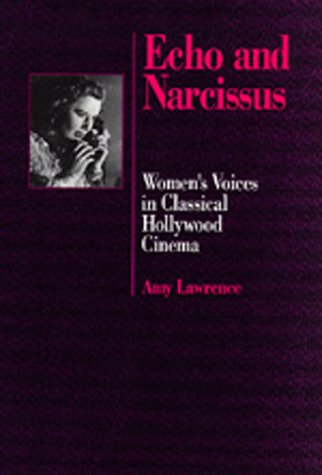 Echo and
Narcissus
Women's Voices
in Classical
Hollywood
Cinema
Amy Lawrence